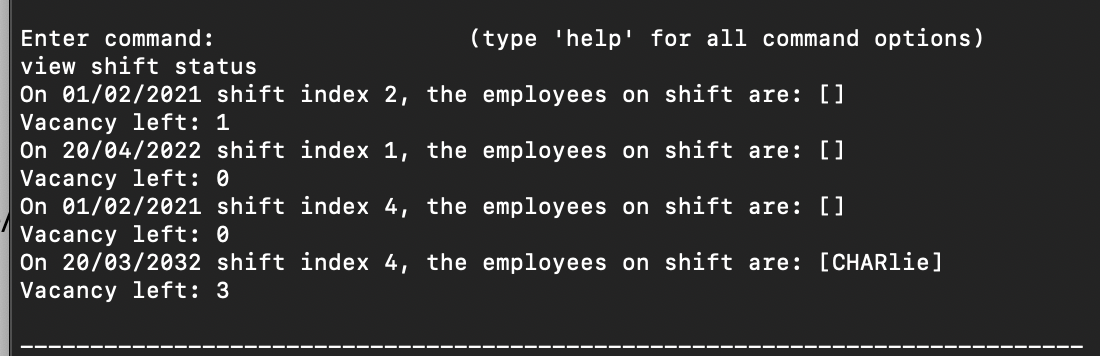 Enter command: (type 'help' for all command options)
view shift status
On 01/02/2021 shift index 2, the employees on shift are: []
Vacancy left: 1
On 20/04/2022 shift index 1, the employees on shift are: []
Vacancy left: 0
On 01/02/2021 shift index 4, the employees on shift are: []
Vacancy left: 0
On 20/03/2032 shift index 4, the employees on shift are: [CHARlie]
Vacancy left: 3
____________________________________________________________________________